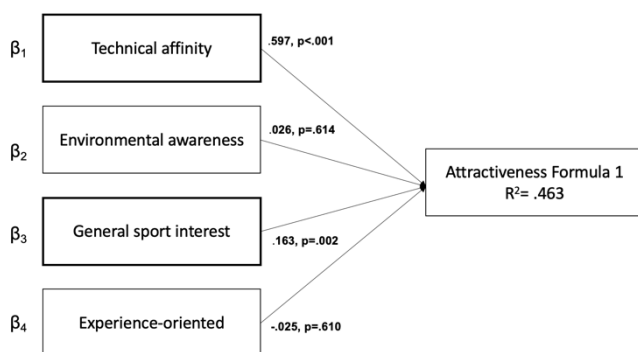 β₁ Technical affinity .597, p<.001
β₂ Environmental awareness .026, p=.614
Attractiveness Formula 1
R²= .463
β₃ General sport interest .163, p=.002
β₄ Experience-oriented -.025, p=.610